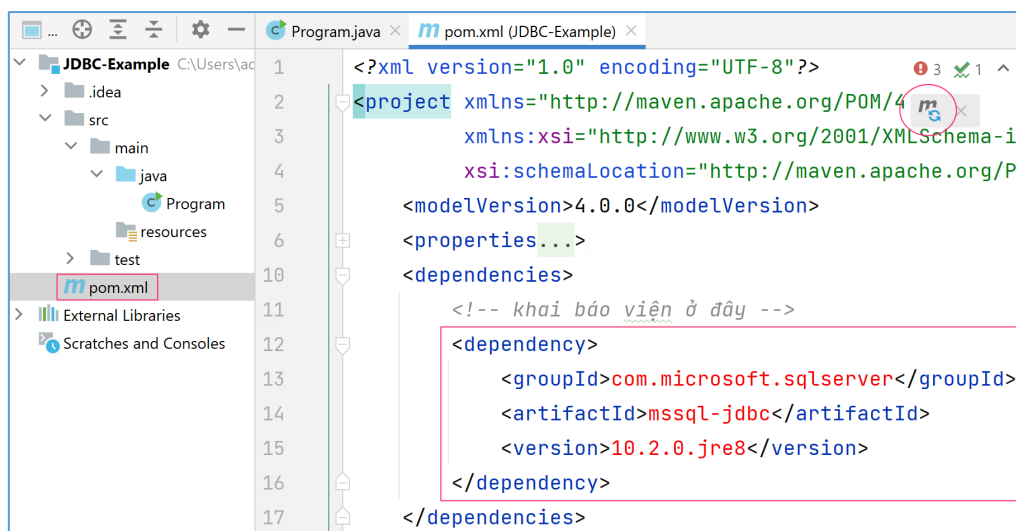 ...
Program.java
pom.xml (JDBC-Example)
JDBC-Example C:\Users\ac
.idea
src
main
java
Program
resources
test
pom.xml
External Libraries
Scratches and Consoles
3 1
1 <?xml version="1.0" encoding="UTF-8"?>
2 <project xmlns="http://maven.apache.org/POM/4
3 xmlns:xsi="http://www.w3.org/2001/XMLSchema-i
4 xsi:schemaLocation="http://maven.apache.org/P
5 <modelVersion>4.0.0</modelVersion>
6 <properties...>
10 <dependencies>
11 <!-- khai báo viện ở đây -->
12 <dependency>
13 <groupId>com.microsoft.sqlserver</groupId>
14 <artifactId>mssql-jdbc</artifactId>
15 <version>10.2.0.jre8</version>
16 </dependency>
17 </dependencies>